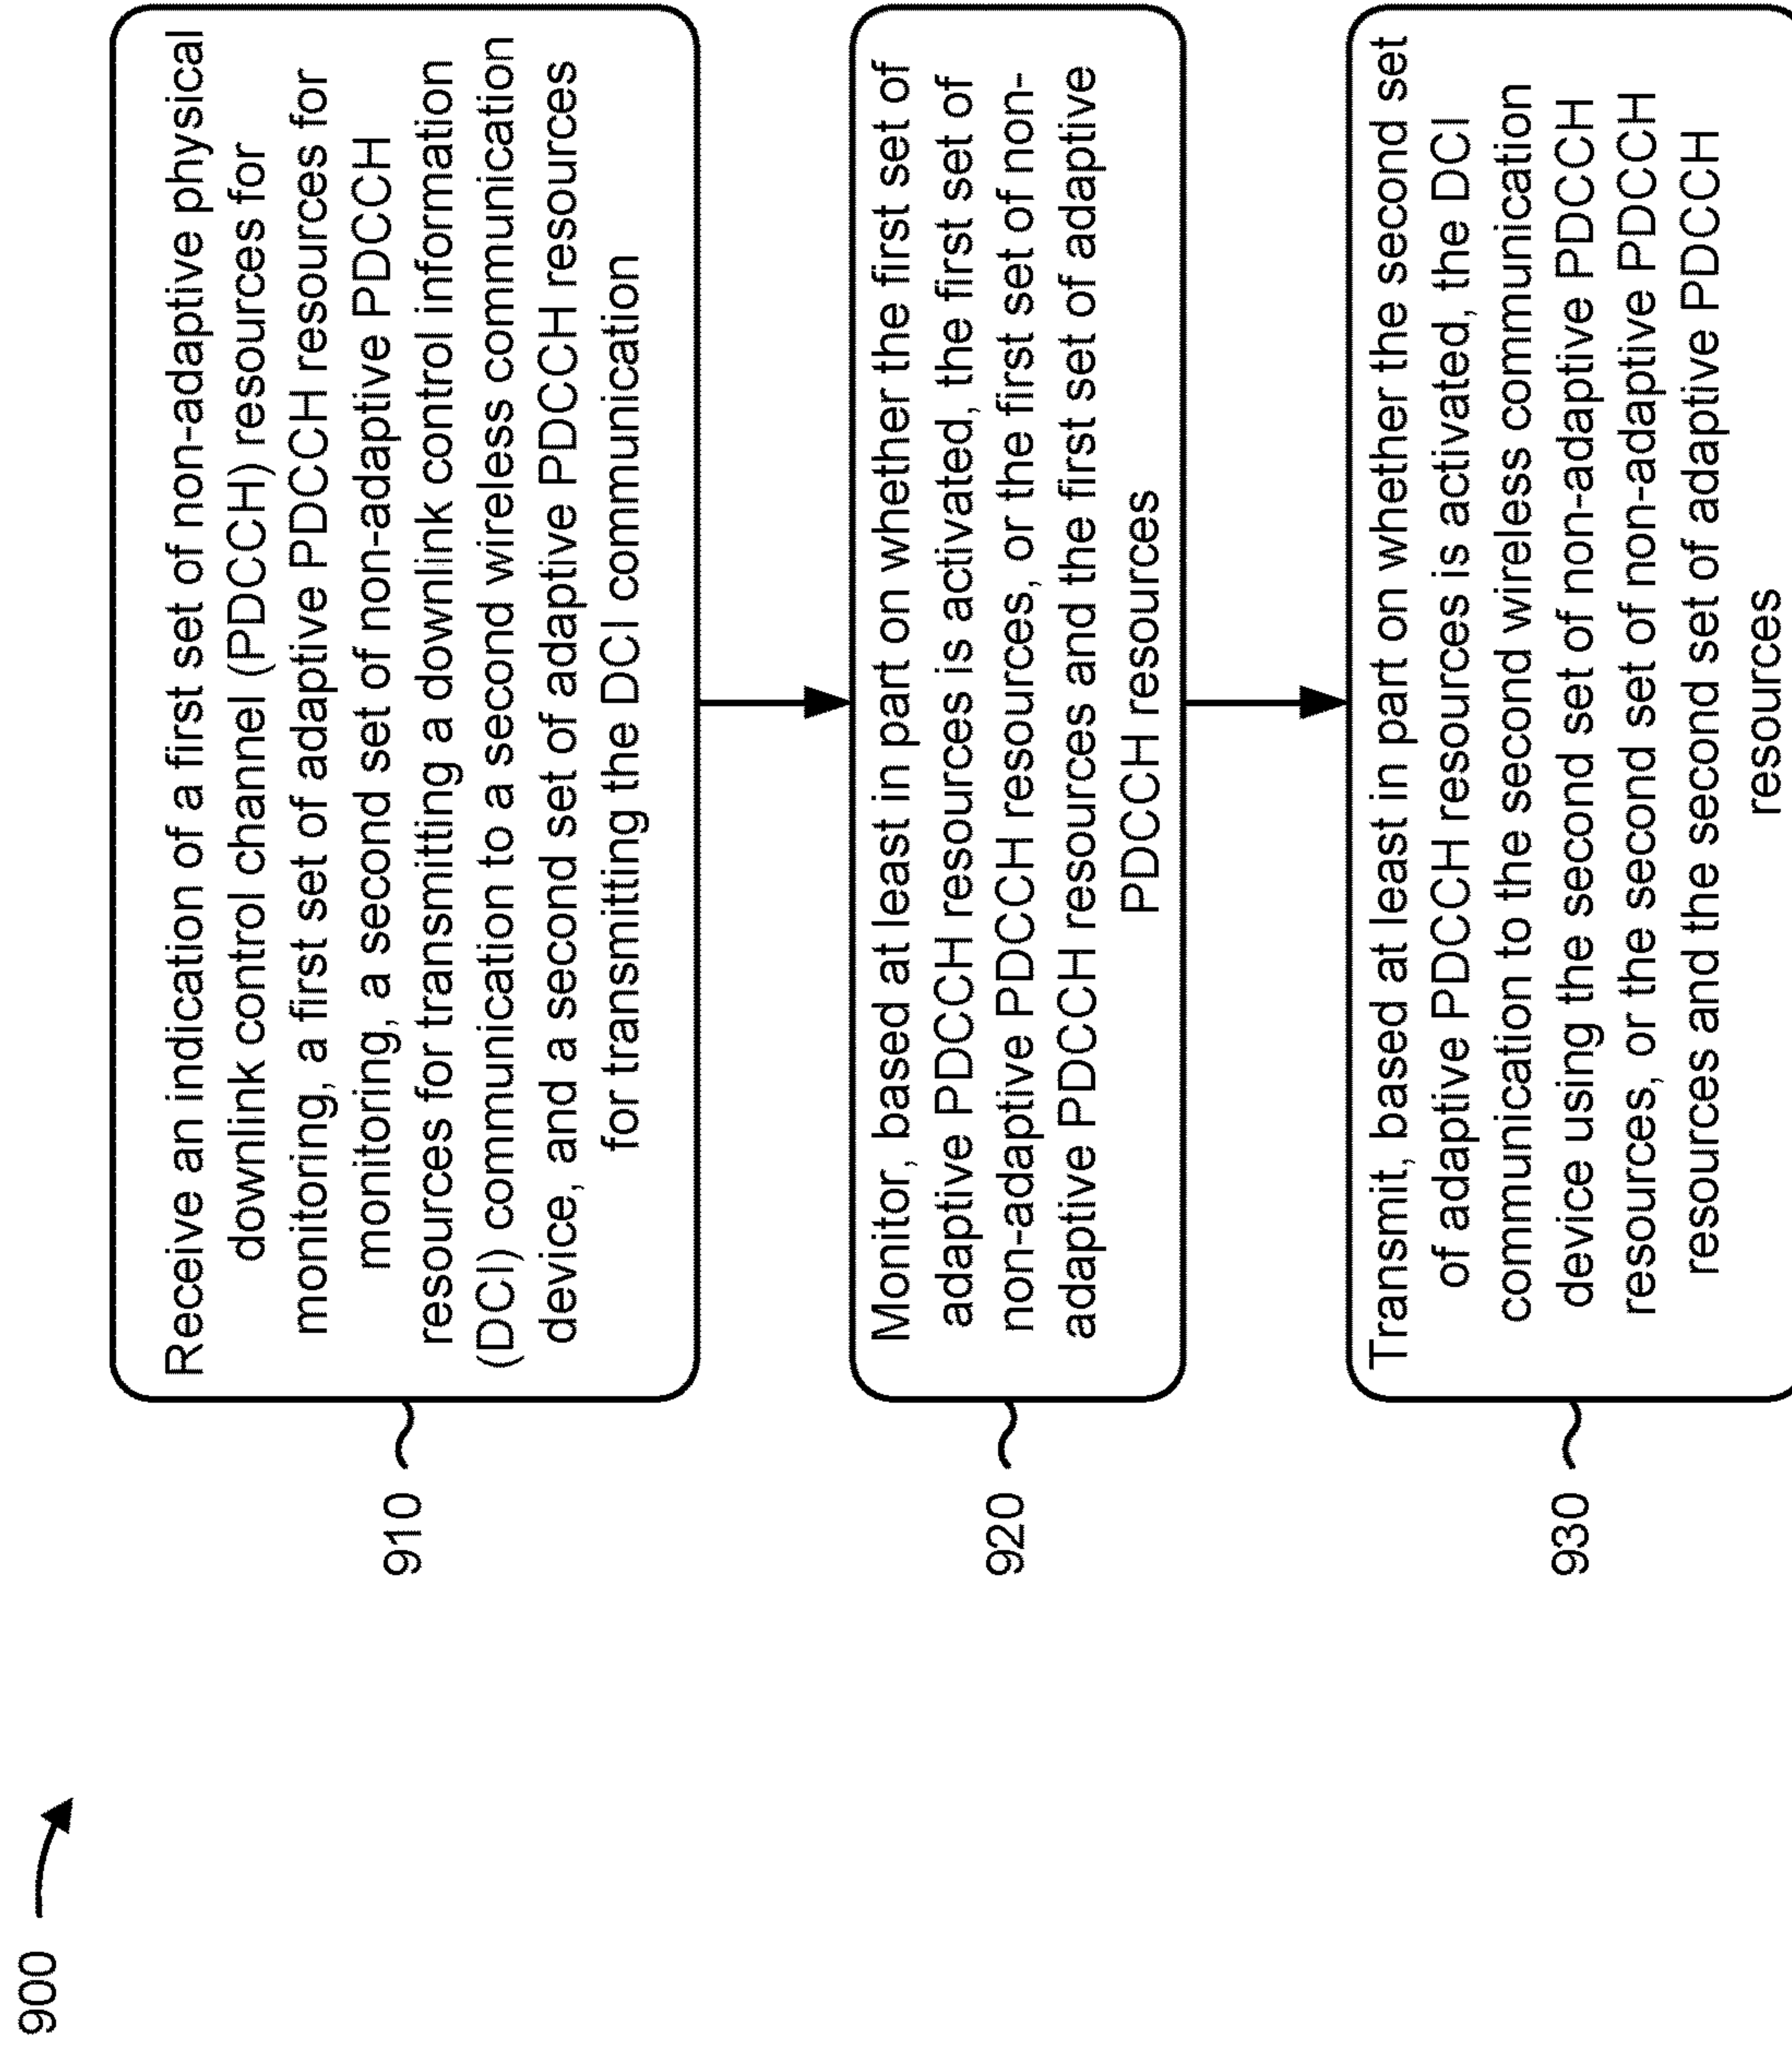 900
910
Receive an indication of a first set of non-adaptive physical
downlink control channel (PDCCH) resources for
monitoring, a first set of adaptive PDCCH resources for
monitoring, a second set of non-adaptive PDCCH
resources for transmitting a downlink control information
(DCI) communication to a second wireless communication
device, and a second set of adaptive PDCCH resources
for transmitting the DCI communication
920
Monitor, based at least in part on whether the first set of
adaptive PDCCH resources is activated, the first set of
non-adaptive PDCCH resources, or the first set of non-
adaptive PDCCH resources and the first set of adaptive
PDCCH resources
930
Transmit, based at least in part on whether the second set
of adaptive PDCCH resources is activated, the DCI
communication to the second wireless communication
device using the second set of non-adaptive PDCCH
resources, or the second set of non-adaptive PDCCH
resources and the second set of adaptive PDCCH
resources